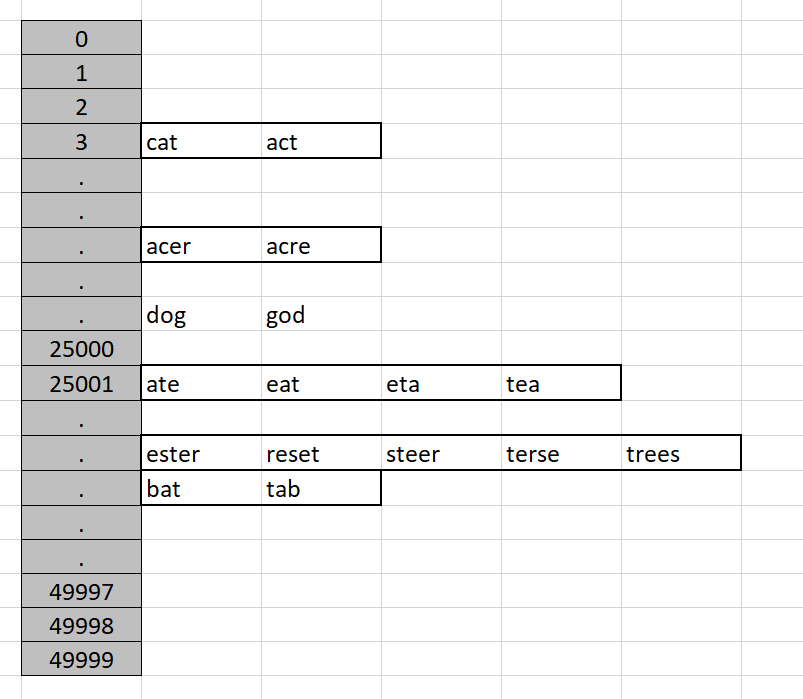 0
1
2
3 cat act
.
.
. acer acre
.
. dog god
25000
25001 ate eat eta tea
.
. ester reset steer terse trees
. bat tab
.
.
49997
49998
49999